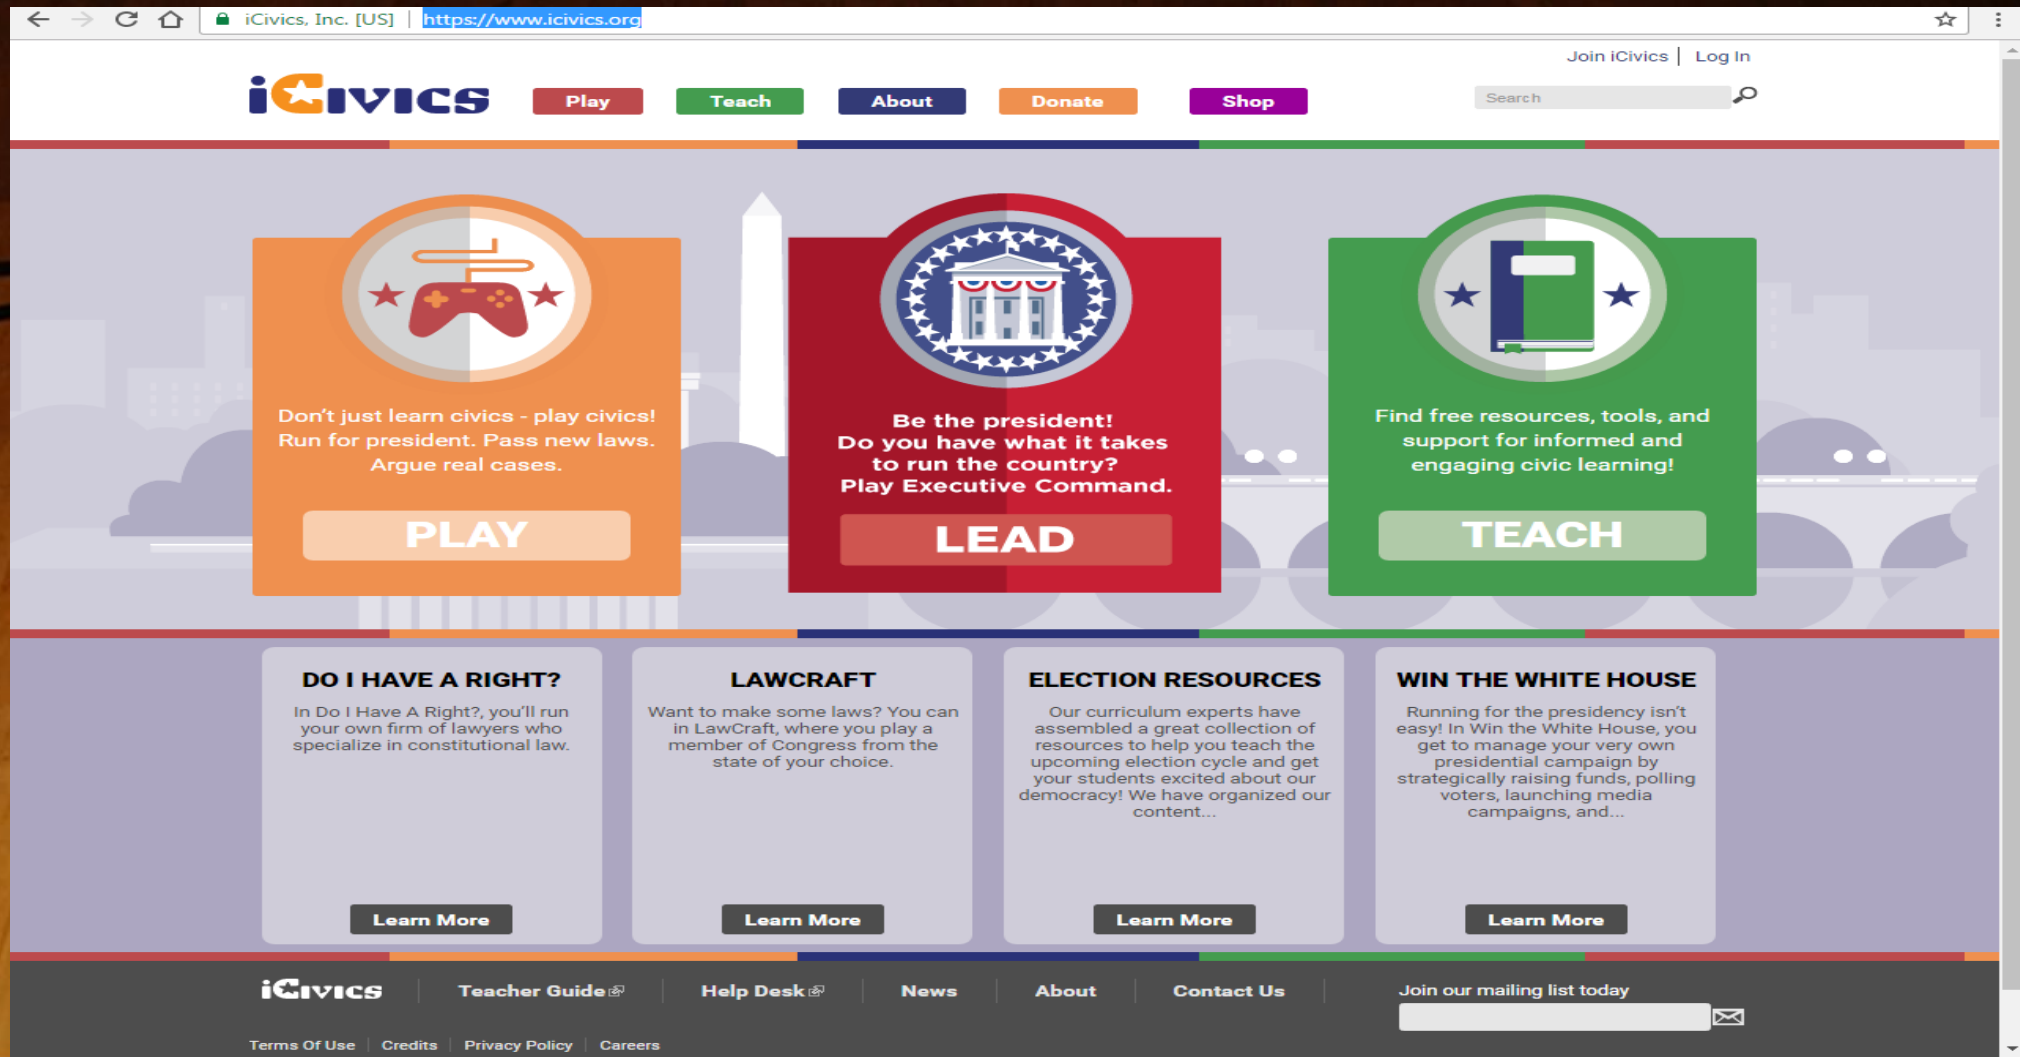 iCivics, Inc. [US] | https://www.icivics.org
Join iCivics | Log In
iCIVICS
Play
Teach
About
Donate
Shop
Search
Don't just learn civics - play civics!
Run for president. Pass new laws.
Argue real cases.
PLAY
Be the president!
Do you have what it takes
to run the country?
Play Executive Command.
LEAD
Find free resources, tools, and
support for informed and
engaging civic learning!
TEACH
DO I HAVE A RIGHT?
In Do I Have A Right?, you'll run
your own firm of lawyers who
specialize in constitutional law.
Learn More
LAWCRAFT
Want to make some laws? You can
in LawCraft, where you play a
member of Congress from the
state of your choice.
Learn More
ELECTION RESOURCES
Our curriculum experts have
assembled a great collection of
resources to help you teach the
upcoming election cycle and get
your students excited about our
democracy! We have organized our
content...
Learn More
WIN THE WHITE HOUSE
Running for the presidency isn't
easy! In Win the White House, you
get to manage your very own
presidential campaign by
strategically raising funds, polling
voters, launching media
campaigns, and...
Learn More
iCIVICS
Teacher Guide
Help Desk
News
About
Contact Us
Join our mailing list today
Terms Of Use | Credits | Privacy Policy | Careers